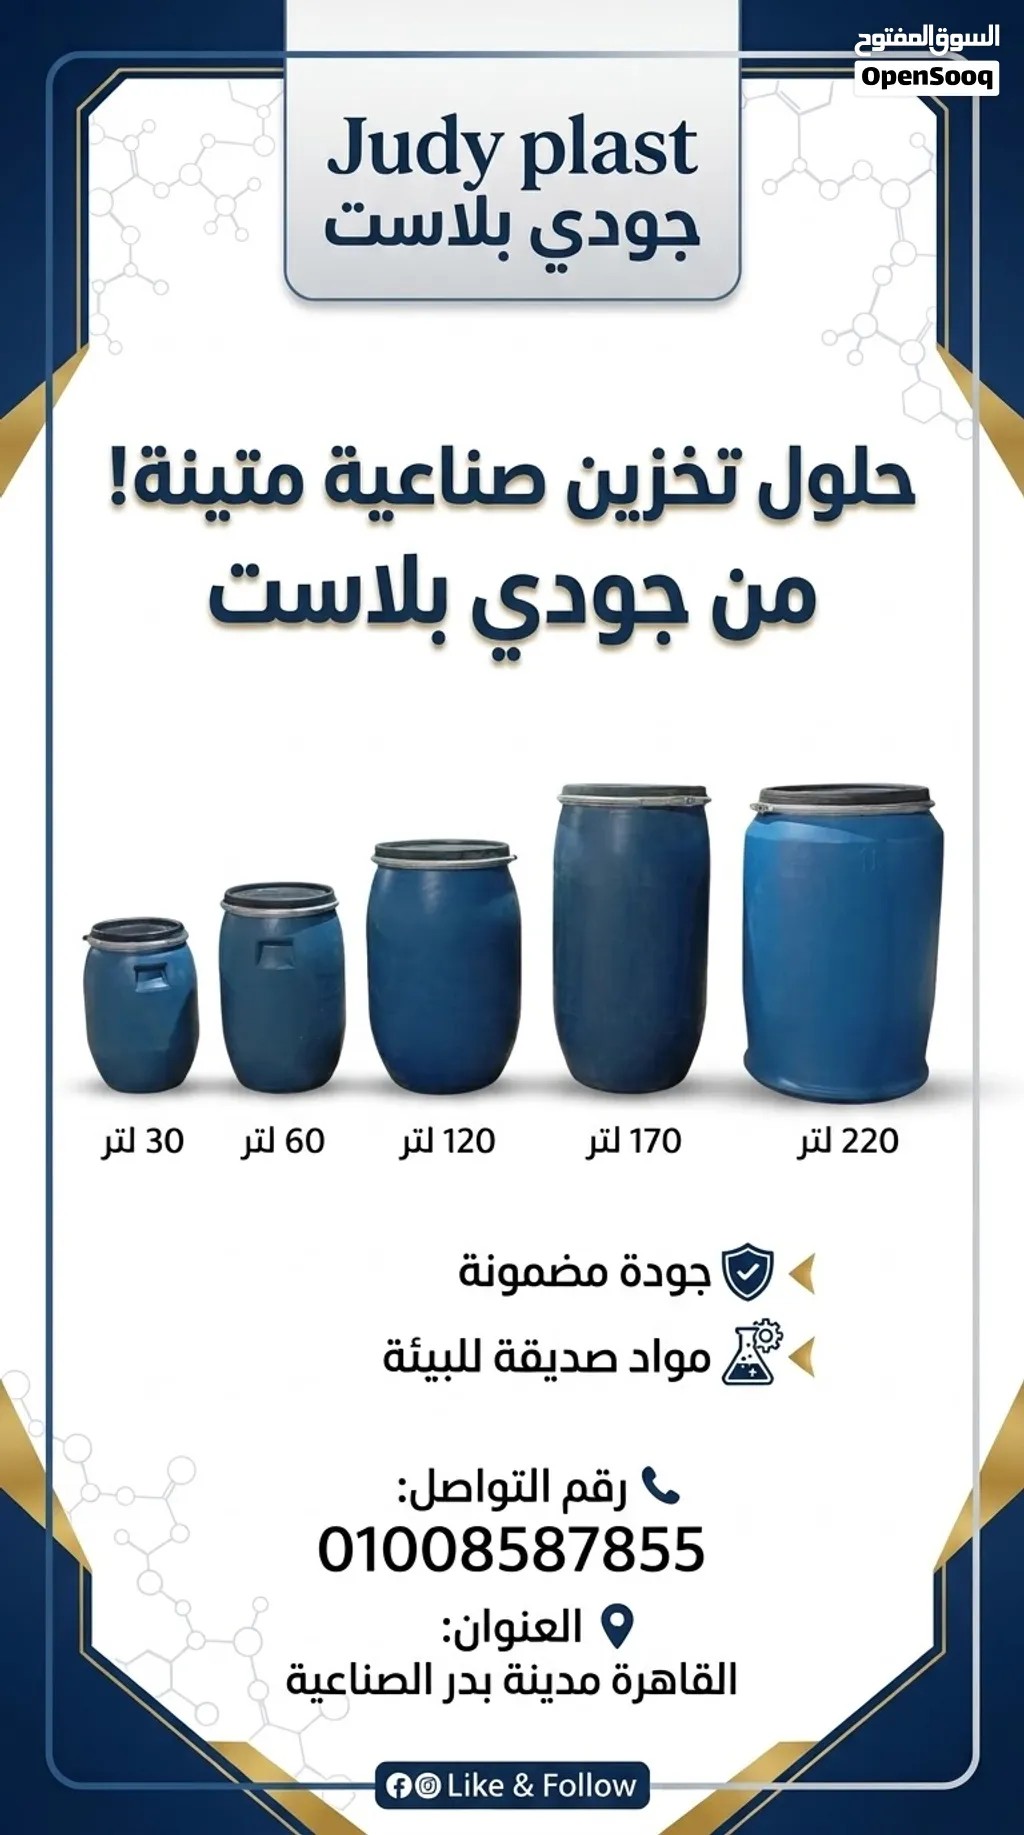 السوق المفتوح
OpenSooq
Judy plast
جودي بلاست
حلول تخزين صناعية متينة!
من جودي بلاست
30 لتر
60 لتر
120 لتر
170 لتر
220 لتر
جودة مضمونة
مواد صديقة للبيئة
رقم التواصل:
01008587855
العنوان:
القاهرة مدينة بدر الصناعية
Like & Follow